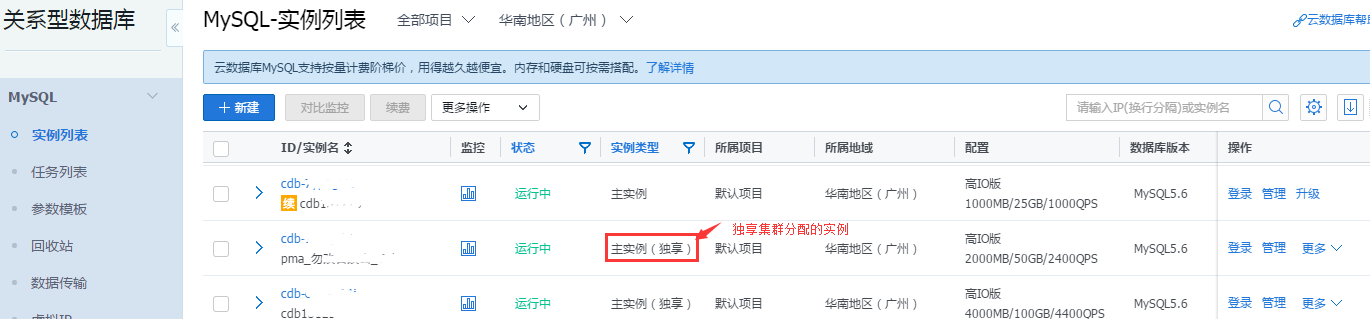 关系型数据库
MySQL-实例列表 全部项目 华南地区（广州） 云数据库帮助
云数据库MySQL支持按量计费阶梯价，用得越久越便宜。内存和硬盘可按需搭配。了解详情
MySQL
实例列表
任务列表
参数模板
回收站
数据传输
虚拟IP
+ 新建 对比监控 续费 更多操作 请输入IP(换行分隔)或实例名
ID/实例名 监控 状态 实例类型 所属项目 所属地域 配置 数据库版本 操作
cdb- 运行中 主实例 默认项目 华南地区（广州） 高IO版 MySQL5.6 登录 管理 升级
续 cdb1 1000MB/25GB/1000QPS
独享集群分配的实例
cdb- 运行中 主实例（独享） 默认项目 华南地区（广州） 高IO版 MySQL5.6 登录 管理 更多
pma_勿 2000MB/50GB/2400QPS
cdb- 运行中 主实例（独享） 默认项目 华南地区（广州） 高IO版 MySQL5.6 登录 管理 更多
cdb1 4000MB/100GB/4400QPS